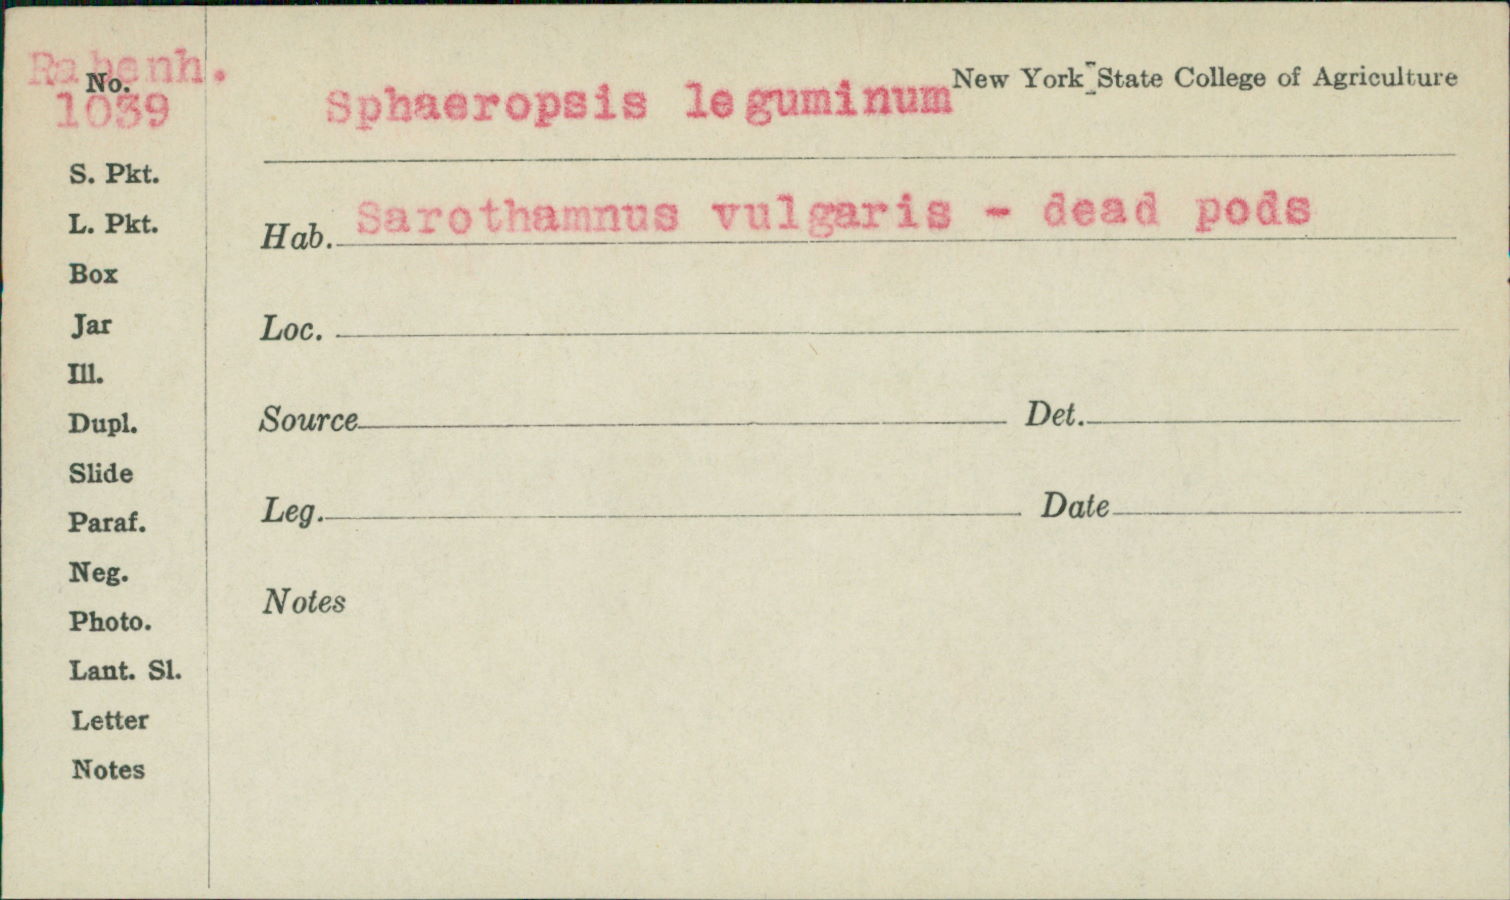 Rabenh.
No.
1039
Sphaeropsis leguminum
New York State College of Agriculture
S. Pkt.
L. Pkt.
Box
Jar
Ill.
Dupl.
Slide
Paraf.
Neg.
Photo.
Lant. Sl.
Letter
Notes
Hab. Sarothamnus vulgaris - dead pods
Loc.
Source Det.
Leg. Date
Notes